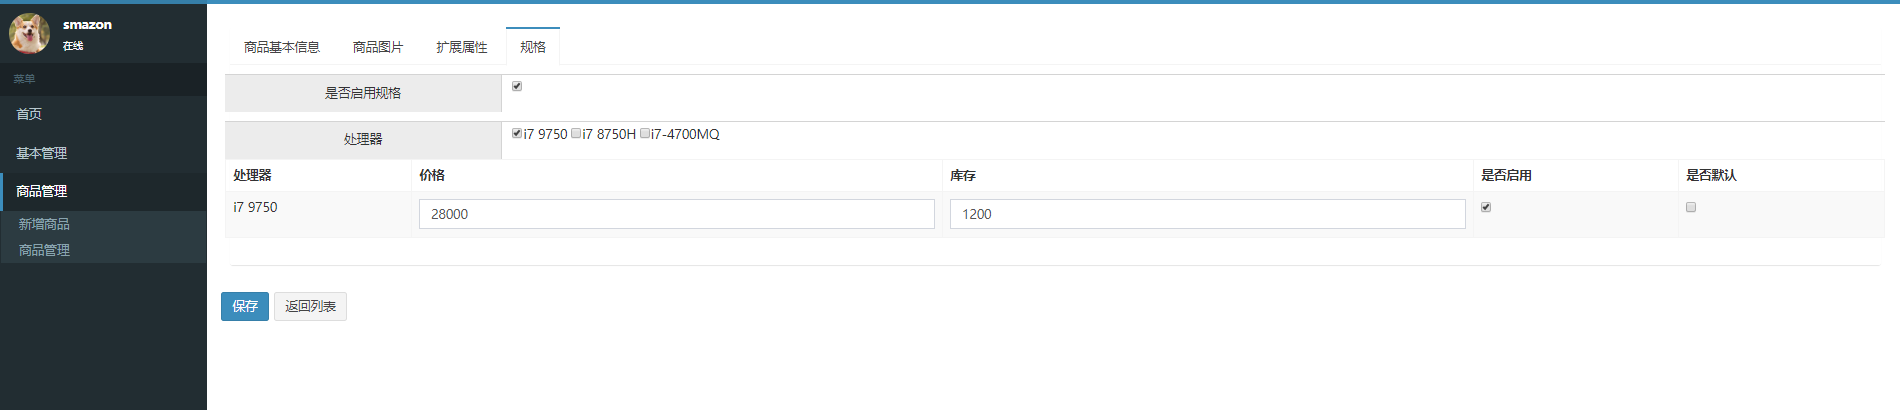 smazon
在线
菜单
首页
基本管理
商品管理
新增商品
商品管理
商品基本信息 商品图片 扩展属性 规格
是否启用规格
处理器 i7 9750 i7 8750H i7-4700MQ
处理器 价格 库存 是否启用 是否默认
i7 9750 28000 1200
保存 返回列表